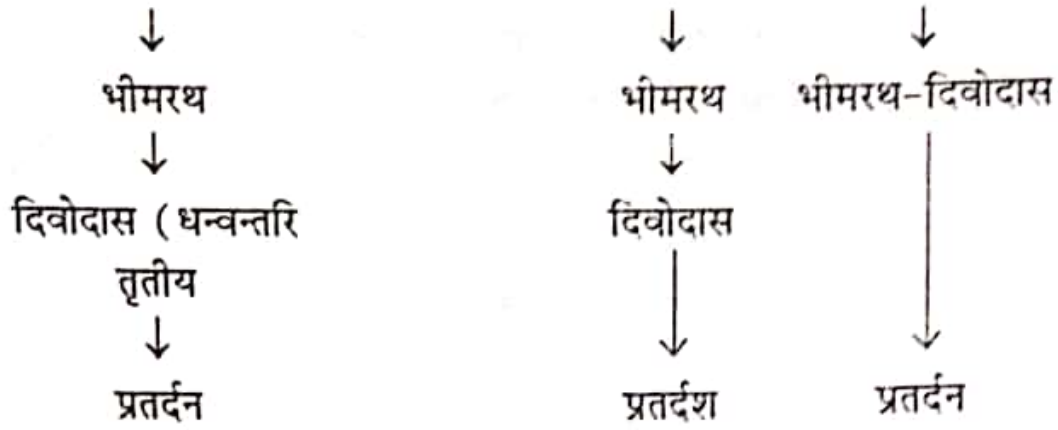 भीमरथ भीमरथ भीमरथ-दिवोदास
दिवोदास ( धन्वन्तरि दिवोदास
तृतीय
प्रतर्दन प्रतर्दश प्रतर्दन